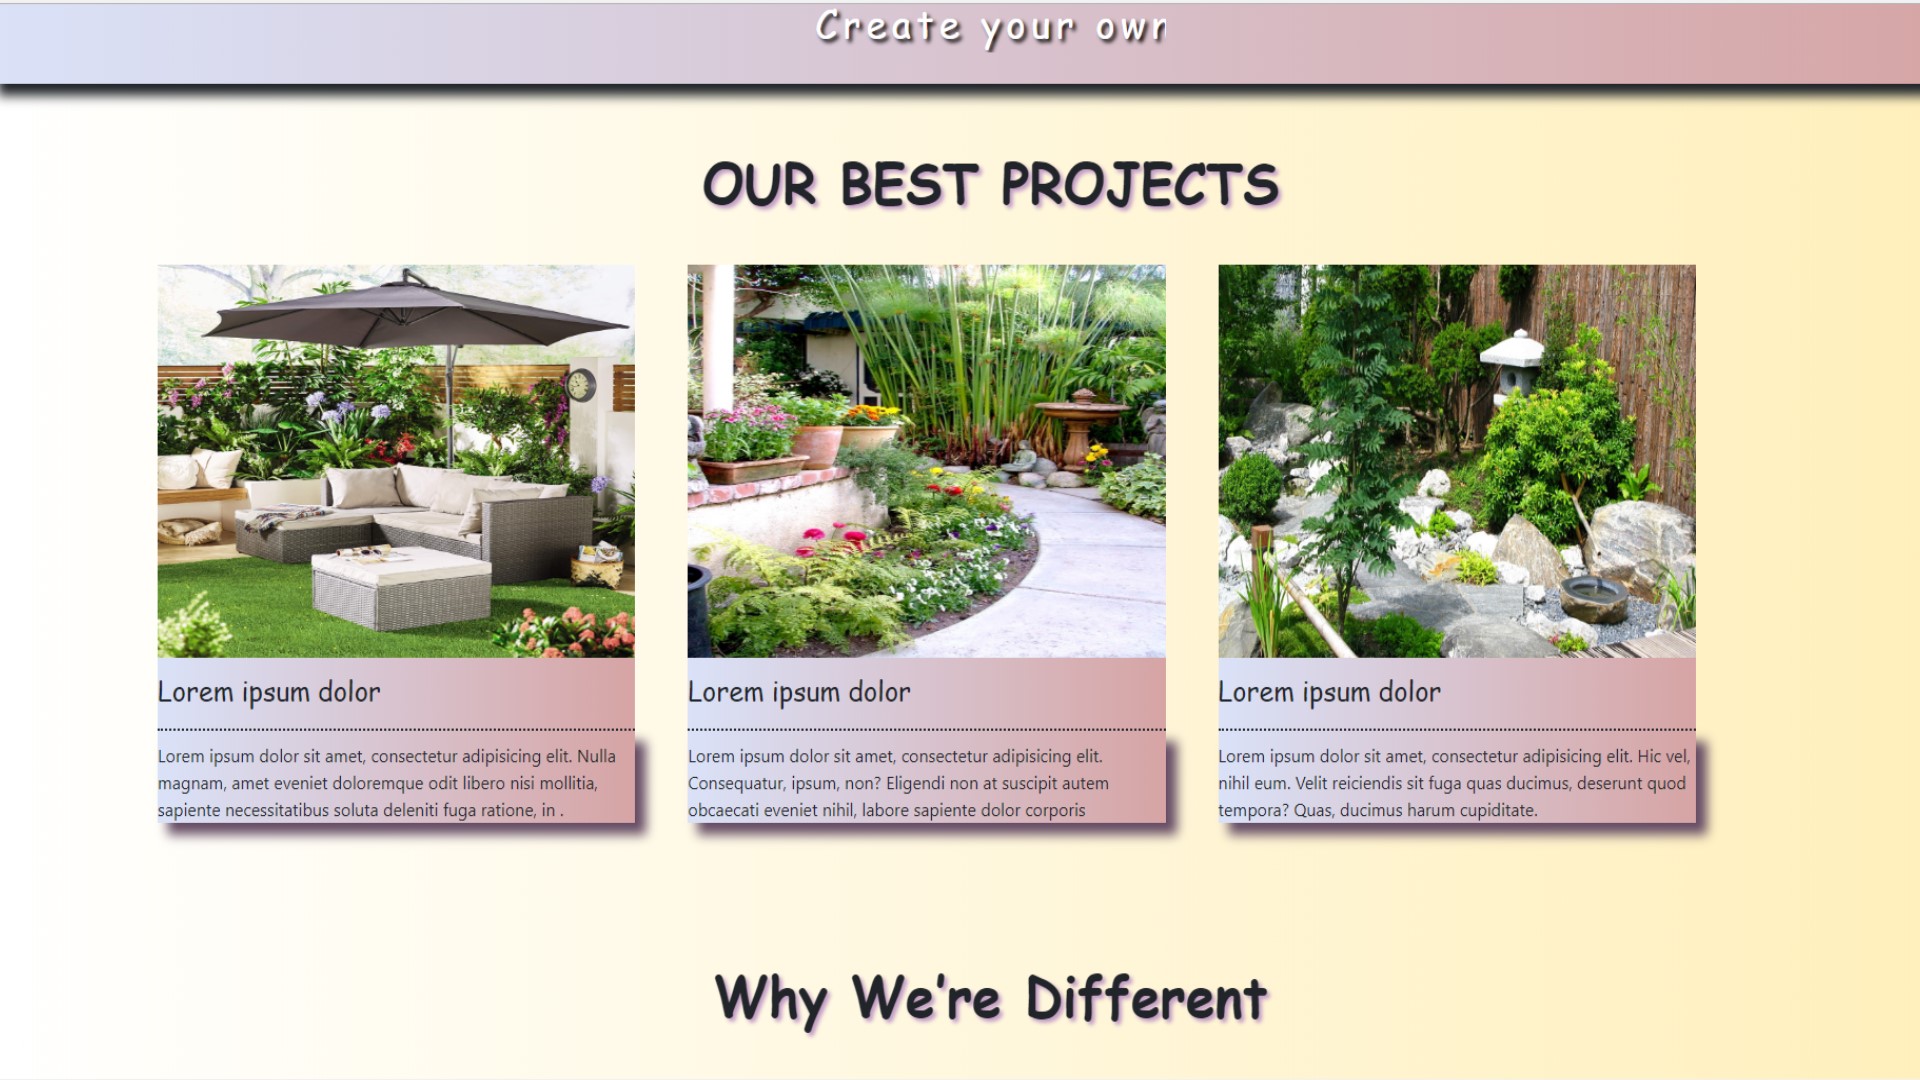 Create your own
OUR BEST PROJECTS
Lorem ipsum dolor
Lorem ipsum dolor sit amet, consectetur adipisicing elit. Nulla
magnam, amet eveniet doloremque odit libero nisi mollitia,
sapiente necessitatibus soluta deleniti fuga ratione, in .
Lorem ipsum dolor
Lorem ipsum dolor sit amet, consectetur adipisicing elit.
Consequatur, ipsum, non? Eligendi non at suscipit autem
obcaecati eveniet nihil, labore sapiente dolor corporis
Lorem ipsum dolor
Lorem ipsum dolor sit amet, consectetur adipisicing elit. Hic vel,
nihil eum. Velit reiciendis sit fuga quas ducimus, deserunt quod
tempora? Quas, ducimus harum cupiditate.
Why We're Different